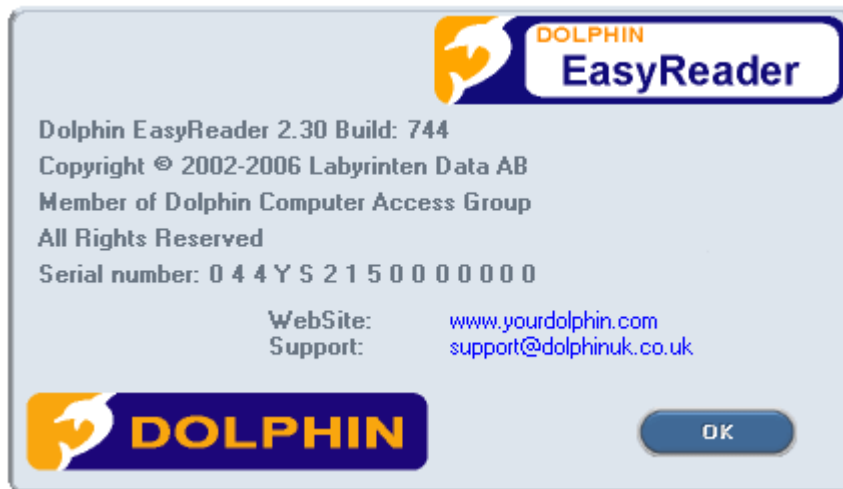 DOLPHIN
EasyReader
Dolphin EasyReader 2.30 Build: 744
Copyright © 2002-2006 Labyrinten Data AB
Member of Dolphin Computer Access Group
All Rights Reserved
Serial number: 0 4 4 Y S 2 1 5 0 0 0 0 0 0 0
WebSite: www.yourdolphin.com
Support: support@dolphinuk.co.uk
DOLPHIN
OK